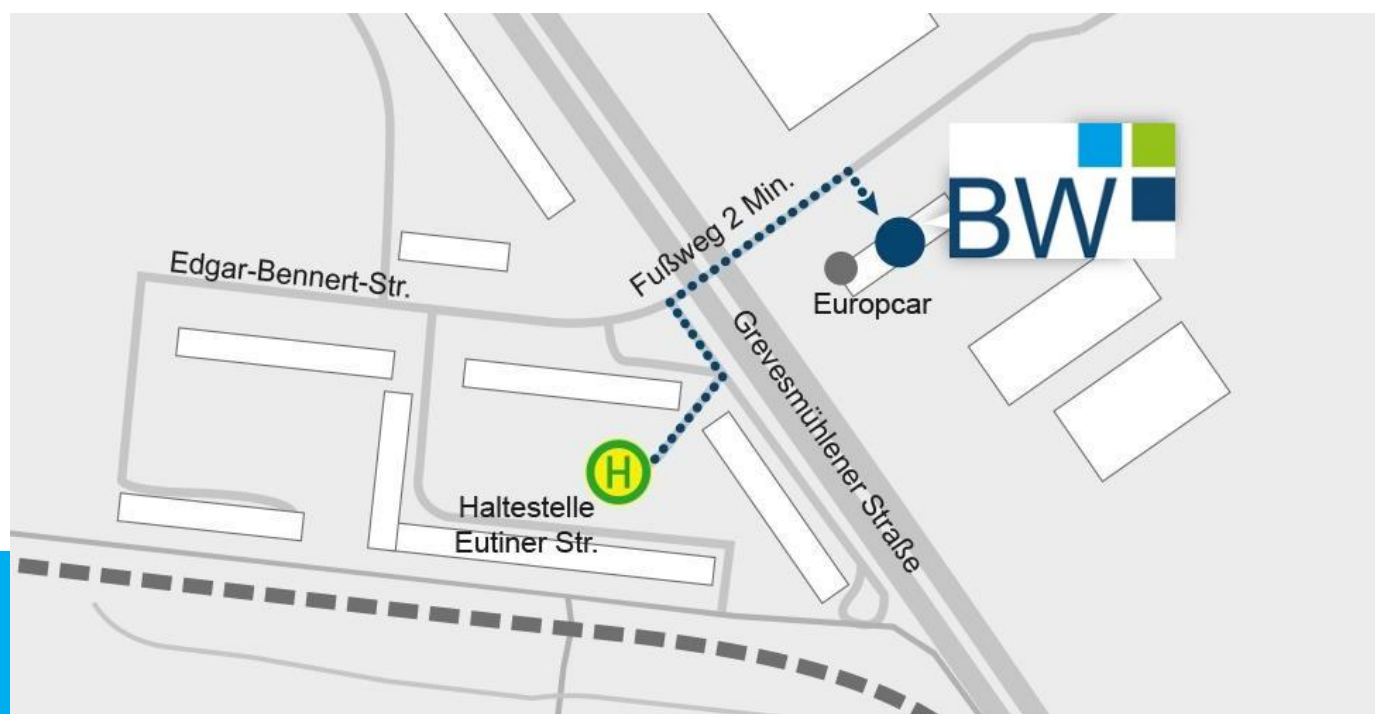 BW
Fußweg 2 Min.
Edgar-Bennert-Str.
Europcar
Grevesmühlener Straße
H
Haltestelle
Eutiner Str.